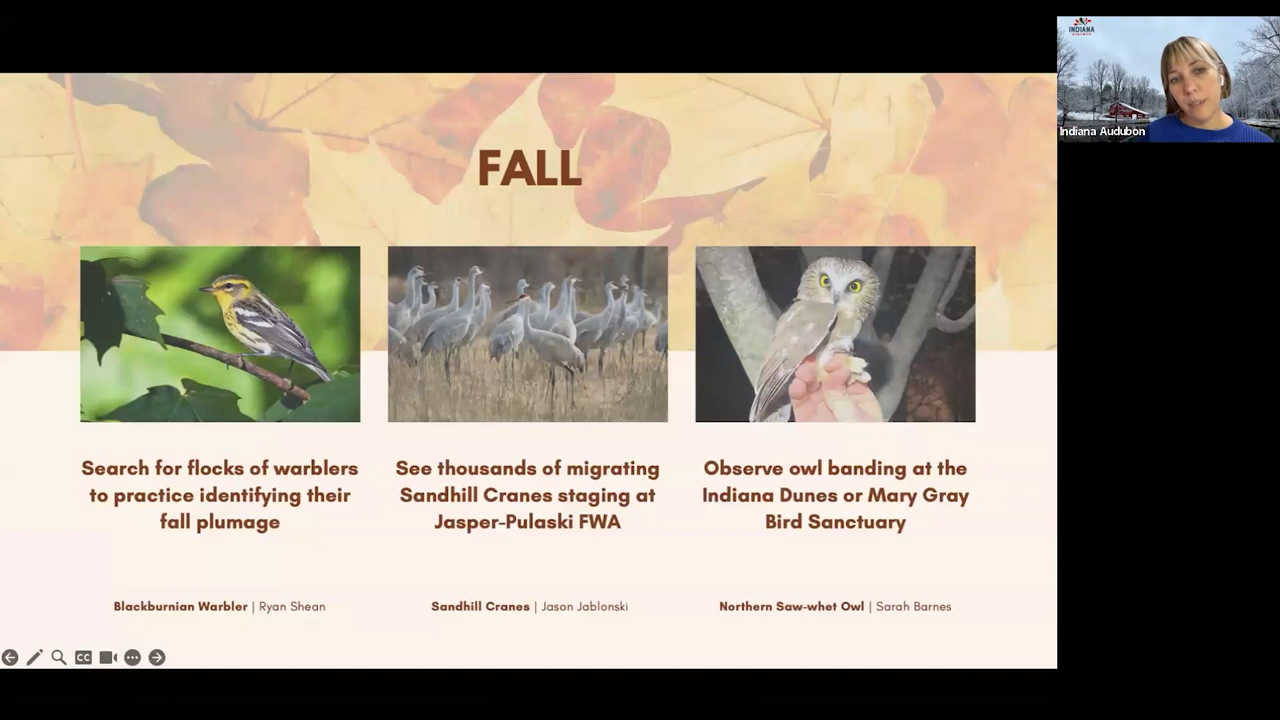 INDIANA
Indiana Audubon
FALL
Search for flocks of warblers
to practice identifying their
fall plumage
See thousands of migrating
Sandhill Cranes staging at
Jasper-Pulaski FWA
Observe owl banding at the
Indiana Dunes or Mary Gray
Bird Sanctuary
Blackburnian Warbler | Ryan Shean
Sandhill Cranes | Jason Jablonski
Northern Saw-whet Owl | Sarah Barnes
CC